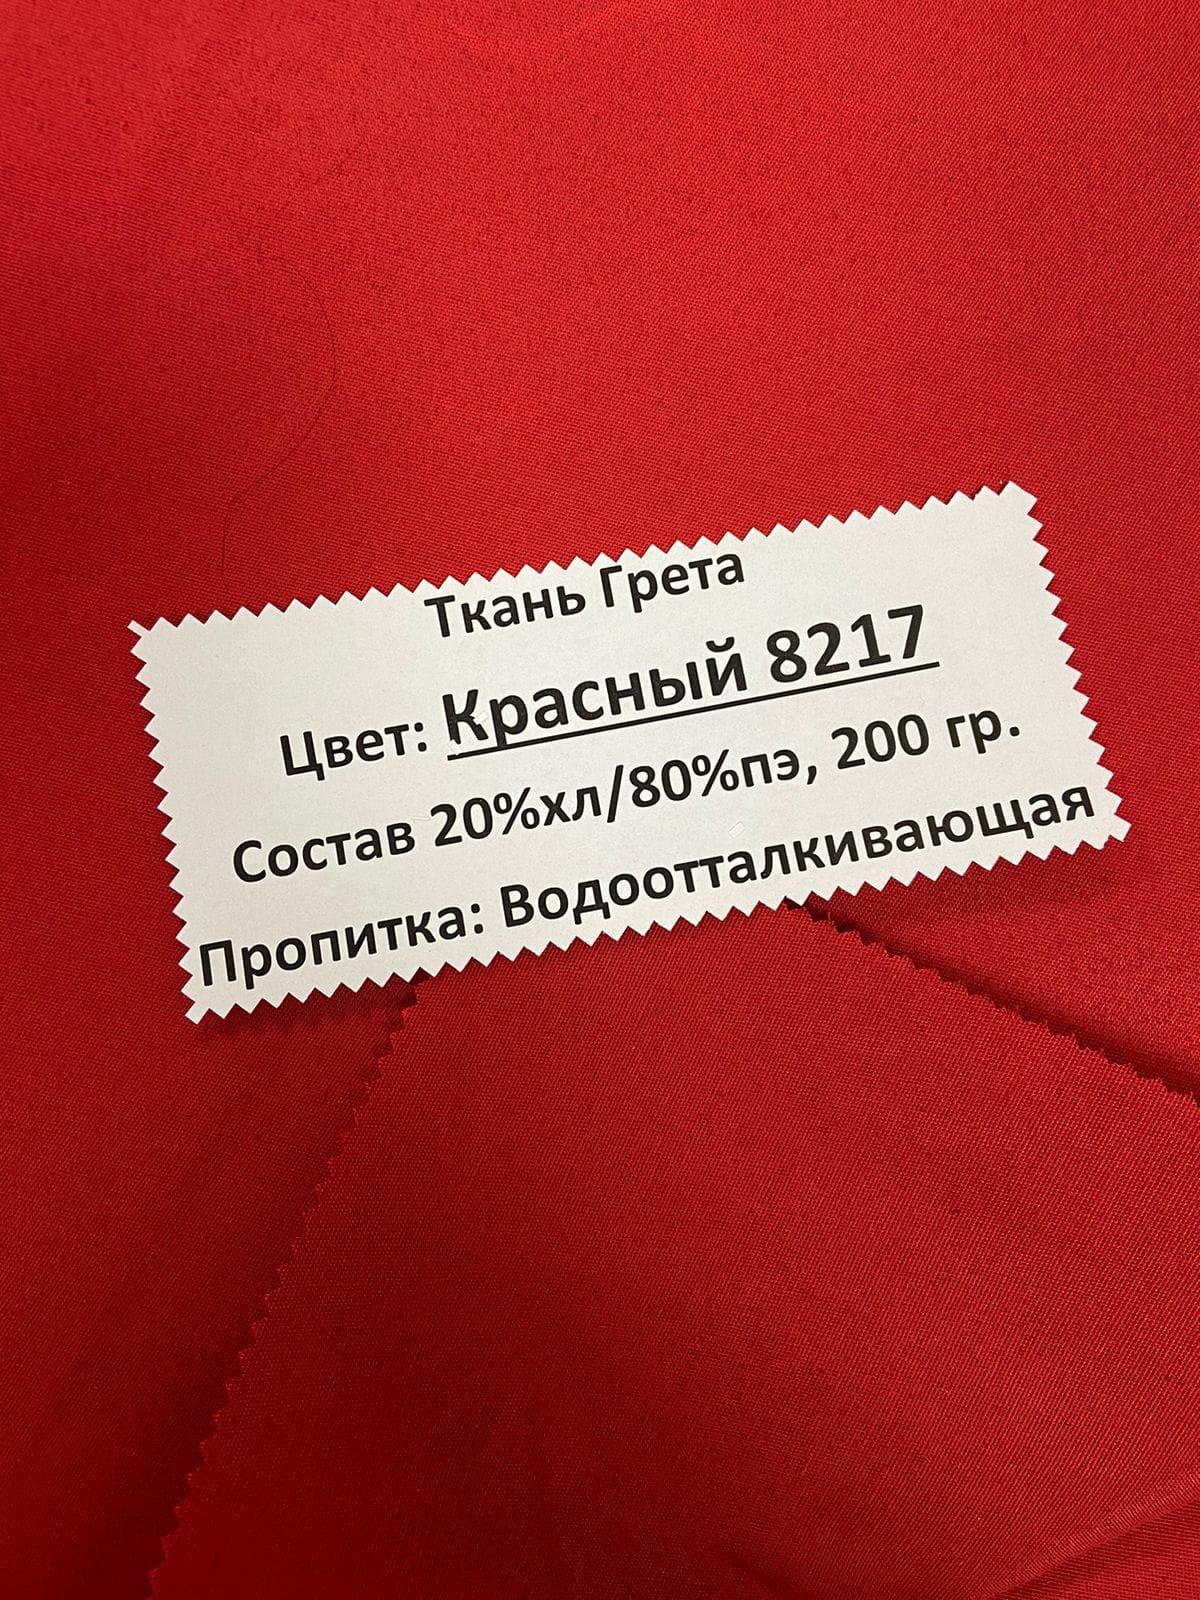 Ткань Грета
Цвет: Красный 8217
Состав 20%хл/80%пэ, 200 гр.
Пропитка: Водоотталкивающая